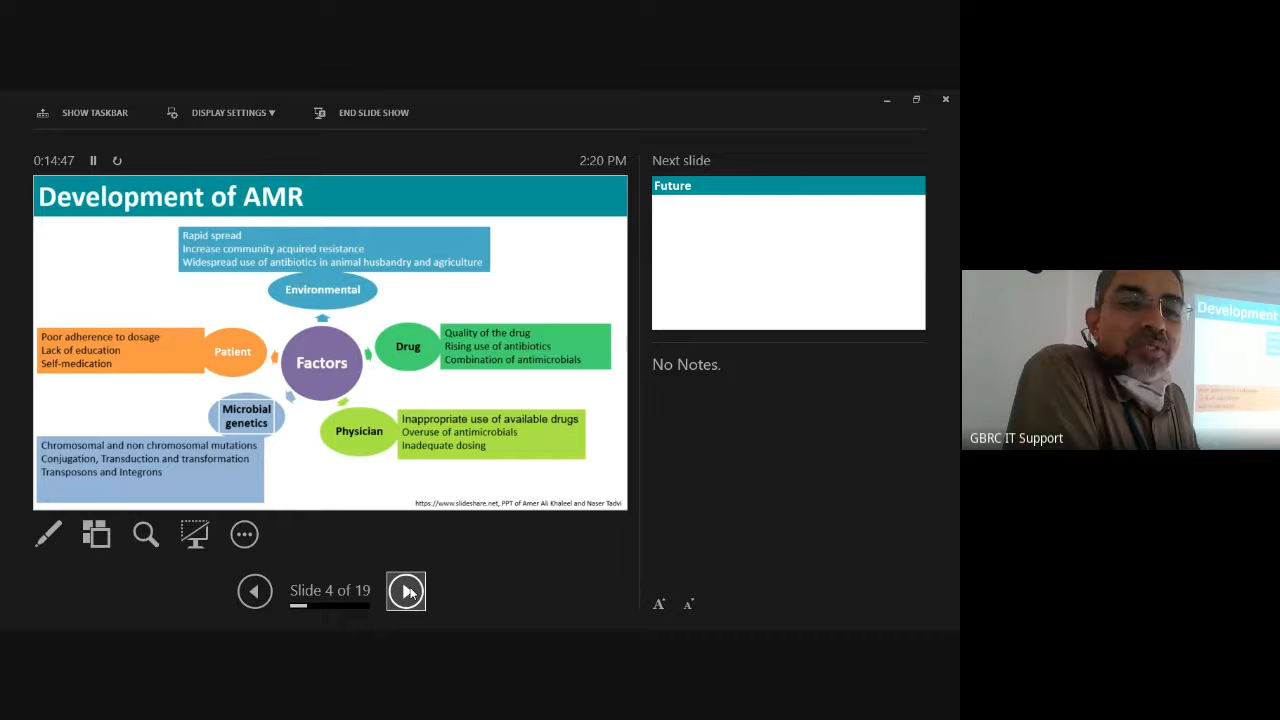 SHOW TASKBAR
DISPLAY SETTINGS ▼
END SLIDE SHOW
0:14:47
2:20 PM
Next slide
Development of AMR
Rapid spread
Increase community acquired resistance
Widespread use of antibiotics in animal husbandry and agriculture
Environmental
Poor adherence to dosage
Lack of education
Self-medication
Patient
Factors
Drug
Quality of the drug
Rising use of antibiotics
Combination of antimicrobials
Microbial
genetics
Chromosomal and non chromosomal mutations
Conjugation, Transduction and transformation
Transposons and Integrons
Physician
Inappropriate use of available drugs
Overuse of antimicrobials
Inadequate dosing
https://www.slideshare.net, PPT of Amer Ali Khaleel and Naser Tadvi
Slide 4 of 19
Future
No Notes.
A A
Development
GBRC IT Support